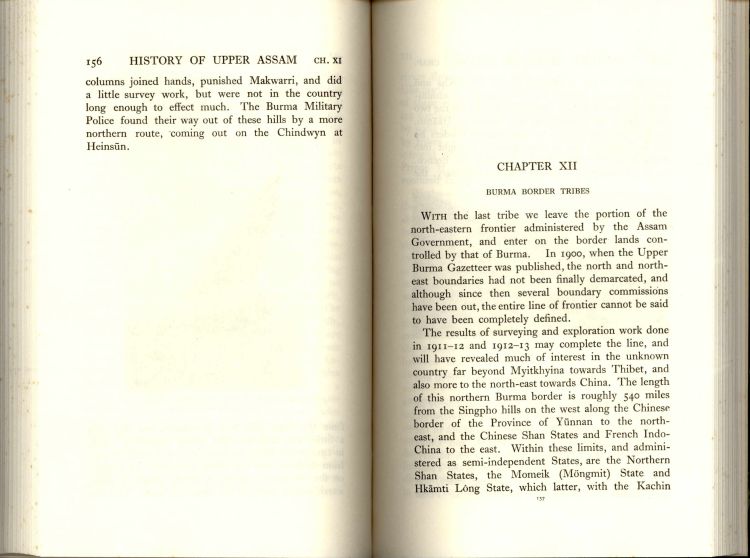 156 HISTORY OF UPPER ASSAM CH. XI
columns joined hands, punished Makwarri, and did
a little survey work, but were not in the country
long enough to effect much. The Burma Military
Police found their way out of these hills by a more
northern route, coming out on the Chindwyn at
Heinsün.
CHAPTER XII
BURMA BORDER TRIBES
WITH the last tribe we leave the portion of the
north-eastern frontier administered by the Assam
Government, and enter on the border lands con-
trolled by that of Burma. In 1900, when the Upper
Burma Gazetteer was published, the north and north-
east boundaries had not been finally demarcated, and
although since then several boundary commissions
have been out, the entire line of frontier cannot be said
to have been completely defined.
The results of surveying and exploration work done
in 1911–12 and 1912–13 may complete the line, and
will have revealed much of interest in the unknown
country far beyond Myitkhyina towards Thibet, and
also more to the north-east towards China. The length
of this northern Burma border is roughly 540 miles
from the Singpho hills on the west along the Chinese
border of the Province of Yünnan to the north-
east, and the Chinese Shan States and French Indo-
China to the east. Within these limits, and admini-
stered as semi-independent States, are the Northern
Shan States, the Momeik (Möngmit) State and
Hkāmti Lóng State, which latter, with the Kachin
157